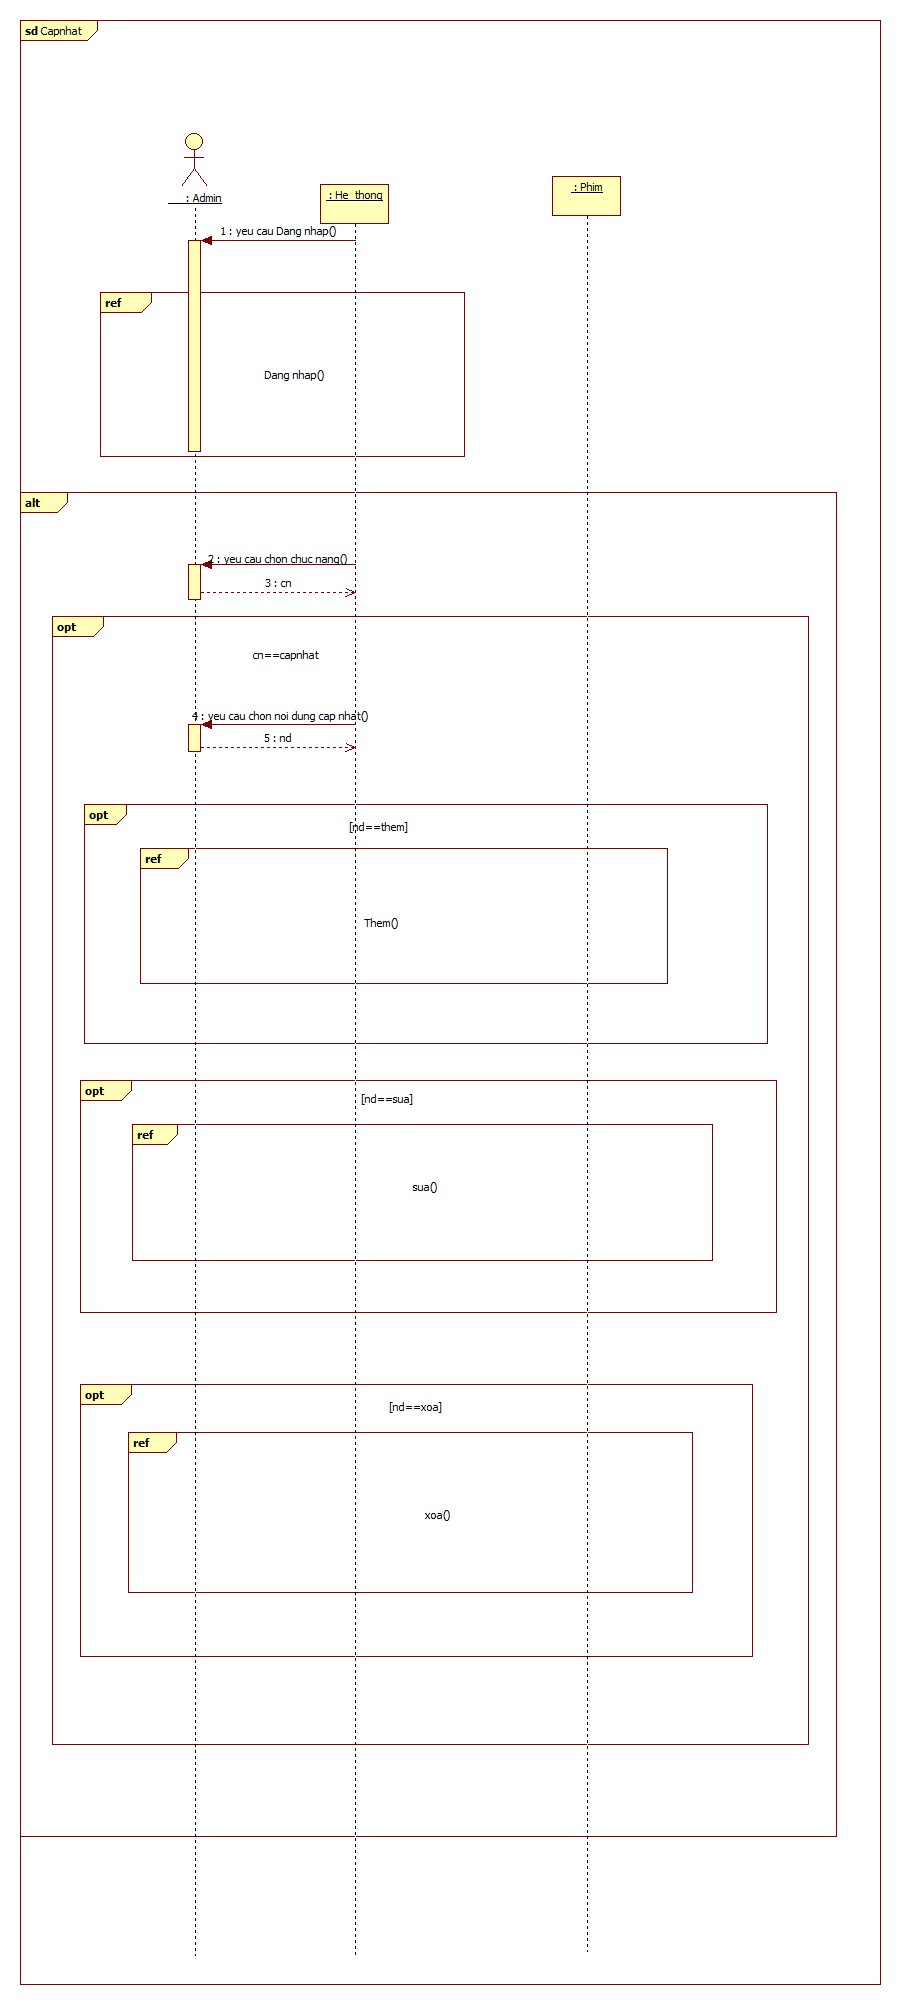 sd Capnhat
: Admin
: He_thong
: Phim
1 : yeu cau Dang nhap()
ref
Dang nhap()
alt
2 : yeu cau chon chuc nang()
3 : cn
opt
cn==capnhat
4 : yeu cau chon noi dung cap nhat()
5 : nd
opt
[nd==them]
ref
Them()
opt
[nd==sua]
ref
sua()
opt
[nd==xoa]
ref
xoa()